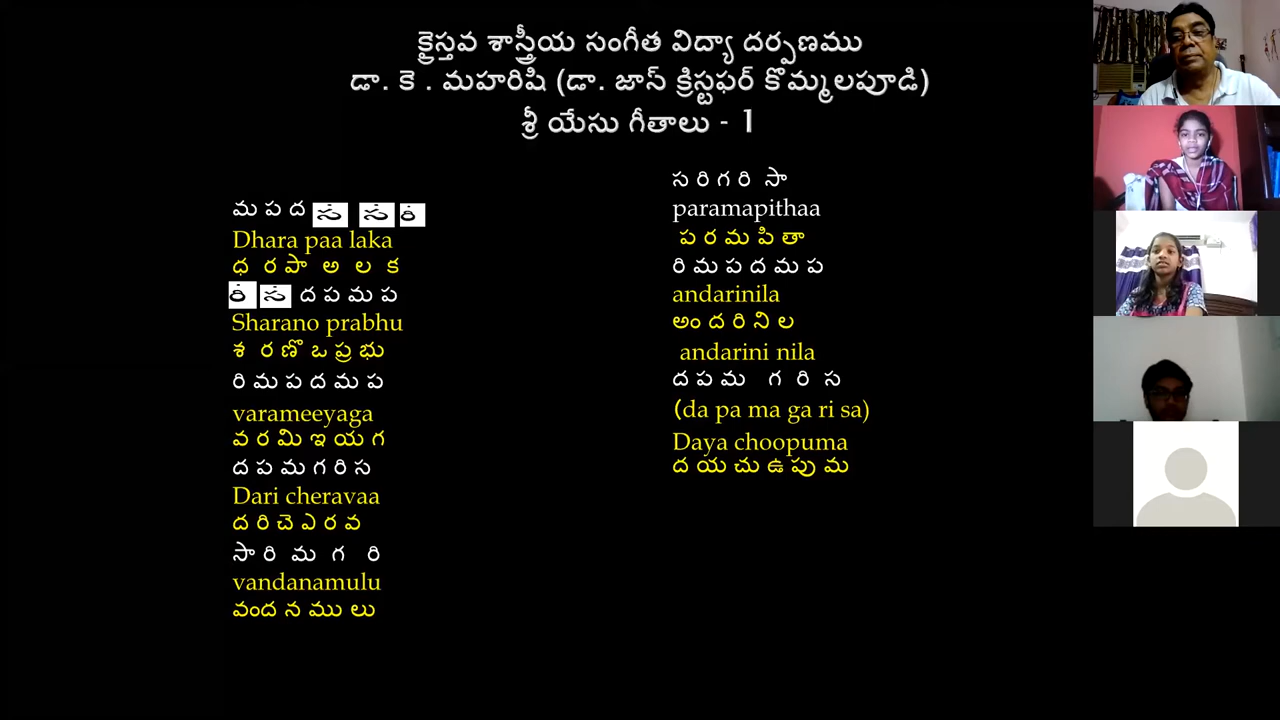 క్రైస్తవ శాస్త్రీయ సంగీత విద్యా దర్పణము
డా. కె . మహరిషి (డా. జాస్ క్రిస్టఫర్ కొమ్మలపూడి)
శ్రీ యేసు గీతాలు - 1
మ ప ద స̇ స̇ రి̇
Dhara paa laka
ధ ర పా అ ల క
రి̇ స̇ ద ప మ ప
Sharano prabhu
శ ర ణొ ఒ ప్ర భు
రి మ ప ద మ ప
varameeyaga
వ ర మి ఇ య గ
ద ప మ గ రి స
Dari cheravaa
ద రి చె ఎ ర వ
సా రి మ గ రి
vandanamulu
వంద న ము లు
స రి గ రి సా
paramapithaa
ప ర మ పి తా
రి మ ప ద మ ప
andarinila
అం ద రి ని ల
andarini nila
ద ప మ గ రి స
(da pa ma ga ri sa)
Daya choopuma
ద య చు ఉ పు మ